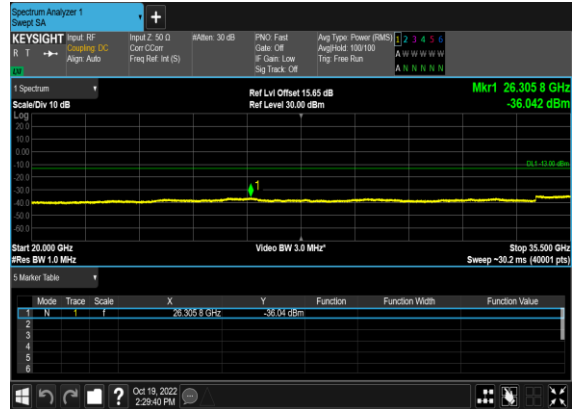 Spectrum Analyzer 1
Swept SA
+
KEYSIGHT Input: RF Input Z: 50 Ω #Atten: 30 dB PNO: Fast Avg Type: Power (RMS) 1 2 3 4 5 6
R T Coupling: DC Corr CCorr Gate: Off Avg|Hold: 100/100 A W W W W W
Align: Auto Freq Ref: Int (S) IF Gain: Low Trig: Free Run
Sig Track: Off A N N N N N
1 Spectrum Ref Lvl Offset 15.65 dB Mkr1 26.305 8 GHz
Scale/Div 10 dB Ref Level 30.00 dBm -36.042 dBm
Log
20.0
10.0
0.00
-10.0 DL1 -13.00 dBm
-20.0
-30.0 1
-40.0
-50.0
-60.0
Start 20.000 GHz Video BW 3.0 MHz* Stop 35.500 GHz
#Res BW 1.0 MHz Sweep ~30.2 ms (40001 pts)
5 Marker Table
Mode Trace Scale X Y Function Function Width Function Value
1 N 1 f 26.305 8 GHz -36.04 dBm
2
3
4
5
6
? Oct 19, 2022
2:29:40 PM